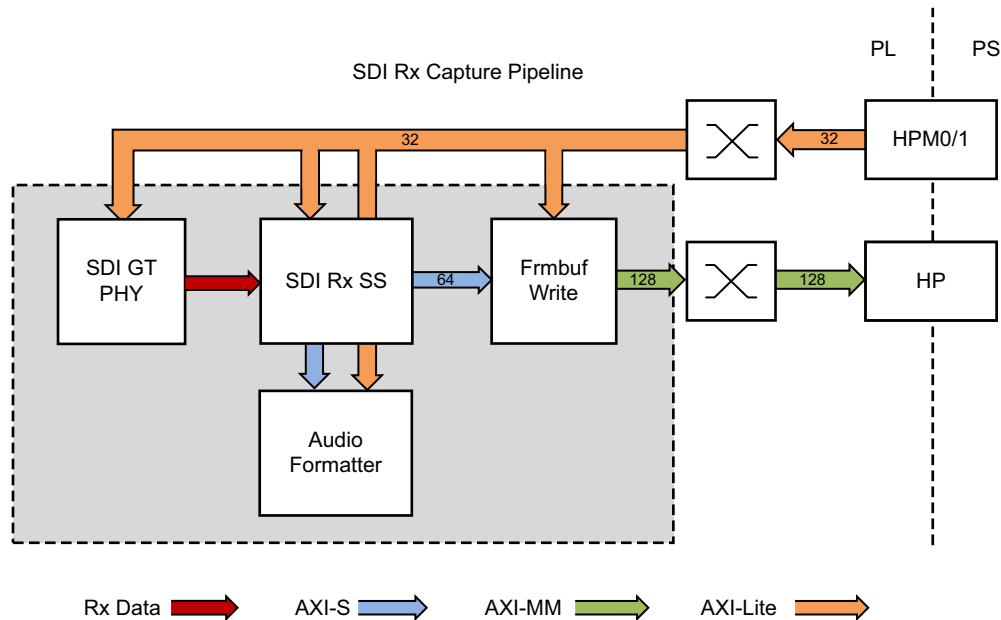 PL
PS
SDI Rx Capture Pipeline
32
32
HPM0/1
SDI GT
PHY
SDI Rx SS
64
Frmbuf
Write
128
128
HP
Audio
Formatter
Rx Data
AXI-S
AXI-MM
AXI-Lite